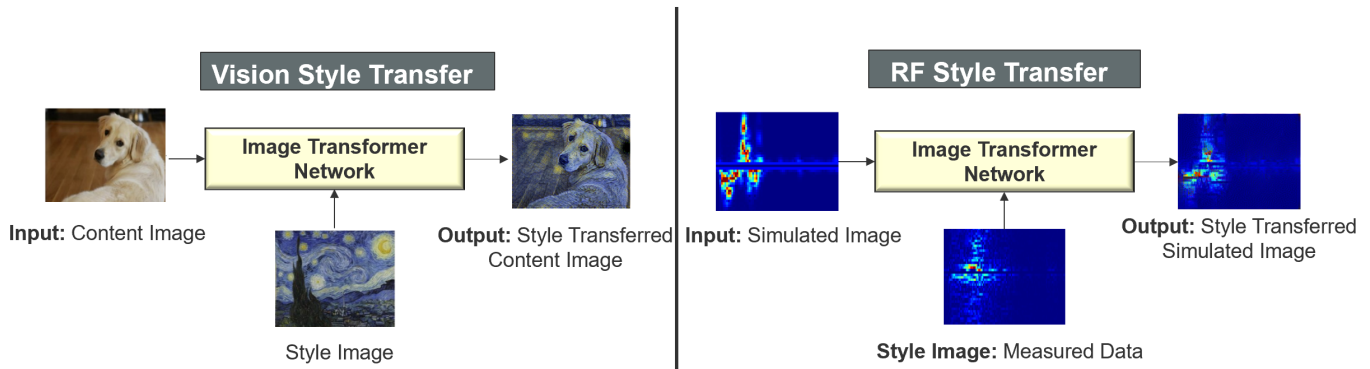 Vision Style Transfer
Image Transformer
Network
Input: Content Image
Output: Style Transferred
Content Image
Style Image
RF Style Transfer
Image Transformer
Network
Input: Simulated Image
Output: Style Transferred
Simulated Image
Style Image: Measured Data